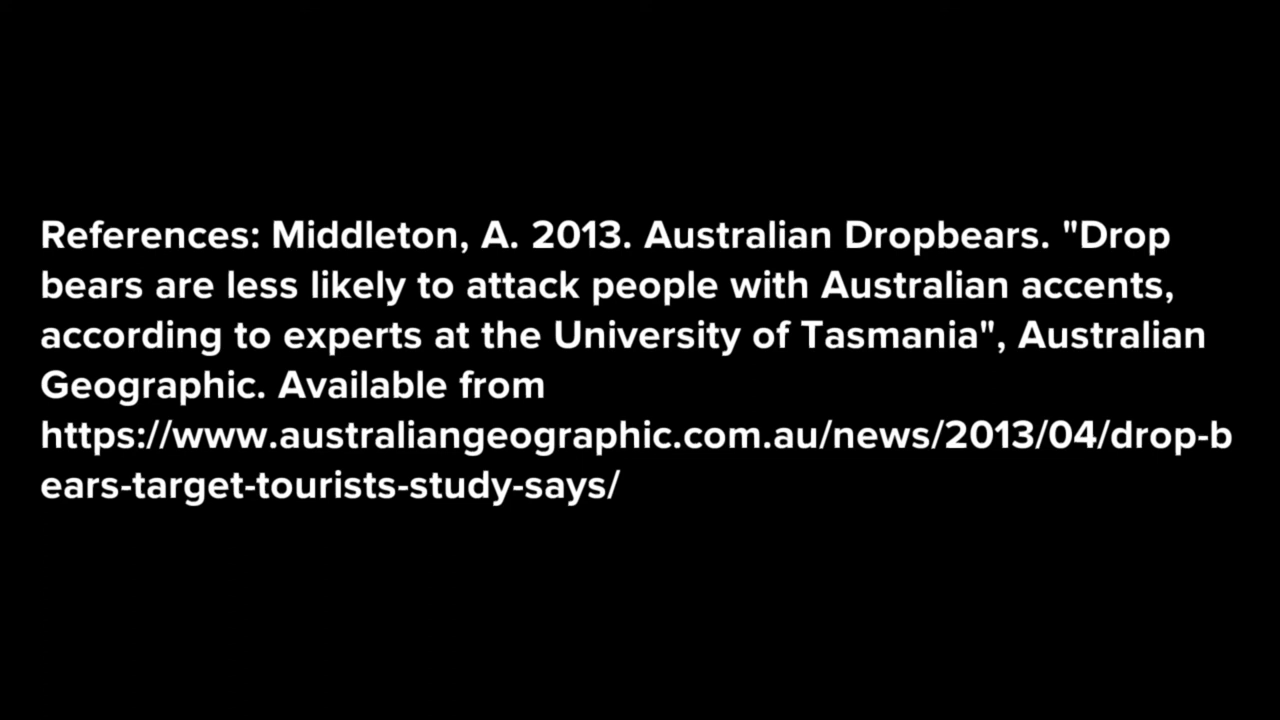 References: Middleton, A. 2013. Australian Dropbears. "Drop
bears are less likely to attack people with Australian accents,
according to experts at the University of Tasmania", Australian
Geographic. Available from
https://www.australiangeographic.com.au/news/2013/04/drop-b
ears-target-tourists-study-says/